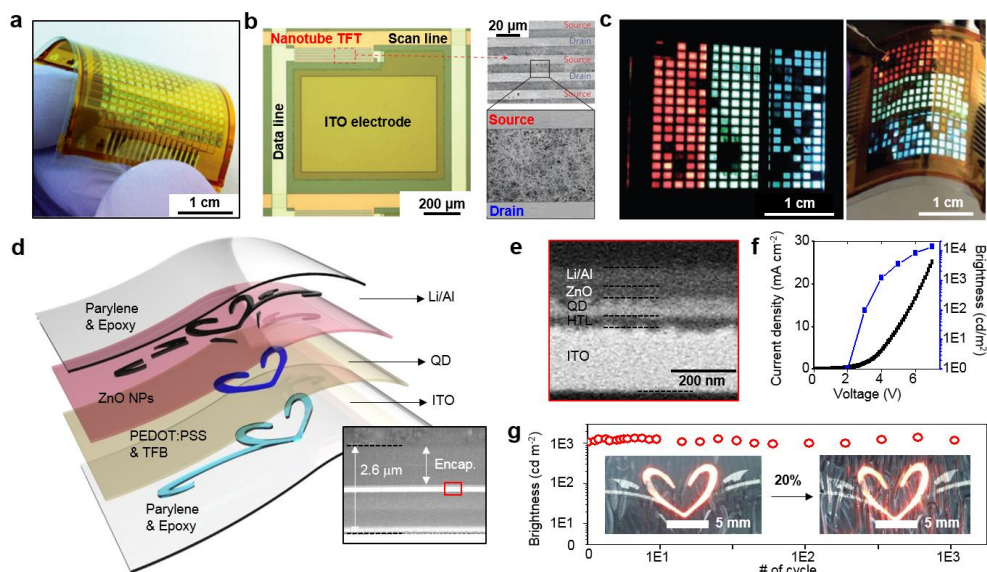 a
1 cm
b
Nanotube TFT
Scan line
Data line
ITO electrode
200 μm
20 μm
Source
Drain
Source
Drain
Source
Source
Drain
c
1 cm
1 cm
d
Parylene
& Epoxy
Li/Al
ZnO NPs
QD
ITO
PEDOT:PSS
& TFB
Parylene
& Epoxy
2.6 μm
Encap.
e
Li/Al
ZnO
QD
HTL
ITO
200 nm
f
Current density (mA cm⁻²)
30
20
10
0
0 2 4 6
Voltage (V)
1E4
1E3
1E2
1E1
1E0
Brightness (cd/m²)
g
Brightness (cd m⁻²)
1E3
1E2
1E1
0
20%
5 mm
5 mm
0 1E1 1E2 1E3
# of cycle